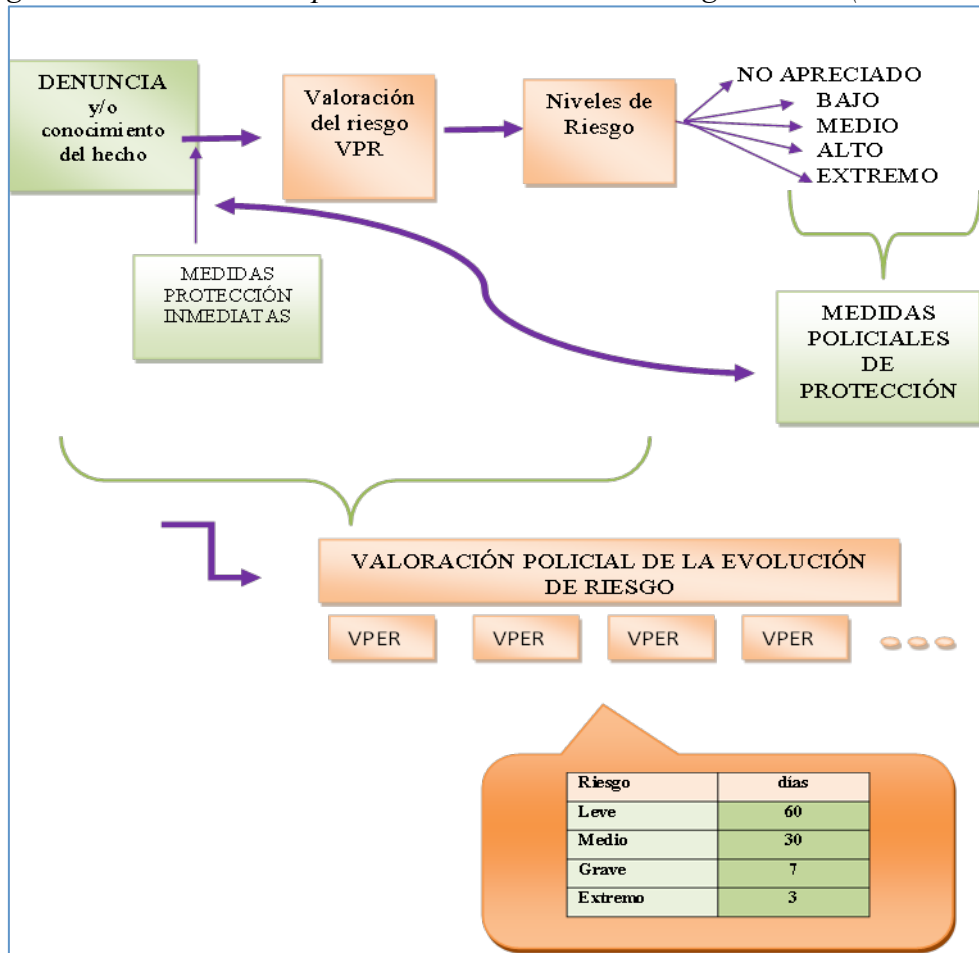 DENUNCIA
y/o
conocimiento
del hecho
Valoración
del riesgo
VPR
Niveles de
Riesgo
NO APRECIADO
BAJO
MEDIO
ALTO
EXTREMO
MEDIDAS
PROTECCIÓN
INMEDIATAS
MEDIDAS
POLICIALES
DE
PROTECCIÓN
VALORACIÓN POLICIAL DE LA EVOLUCIÓN
DE RIESGO
VPER VPER VPER VPER
Riesgo días
Leve 60
Medio 30
Grave 7
Extremo 3